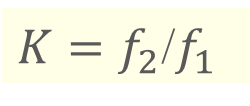 K = f₂/f₁